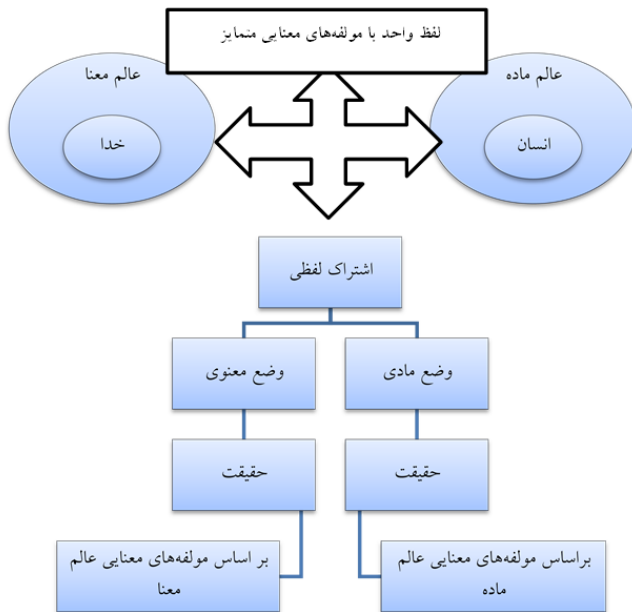 لفظ واحد با مولفه‌های معنایی متمایز
عالم ماده
عالم معنا
انسان
خدا
اشتراک لفظی
وضع مادی
وضع معنوی
حقیقت
حقیقت
براساس مولفه‌های معنایی عالم
ماده
بر اساس مولفه‌های معنایی عالم
معنا